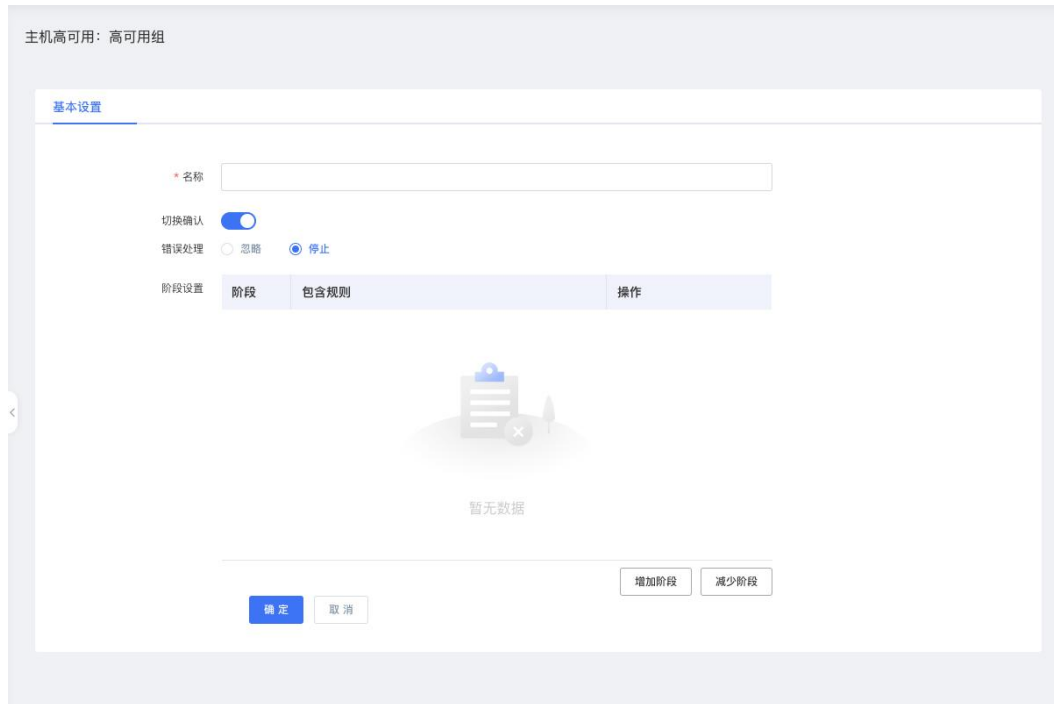 主机高可用：高可用组
基本设置
* 名称
切换确认
错误处理 忽略 停止
阶段设置 阶段 包含规则 操作
暂无数据
增加阶段 减少阶段
确定 取消